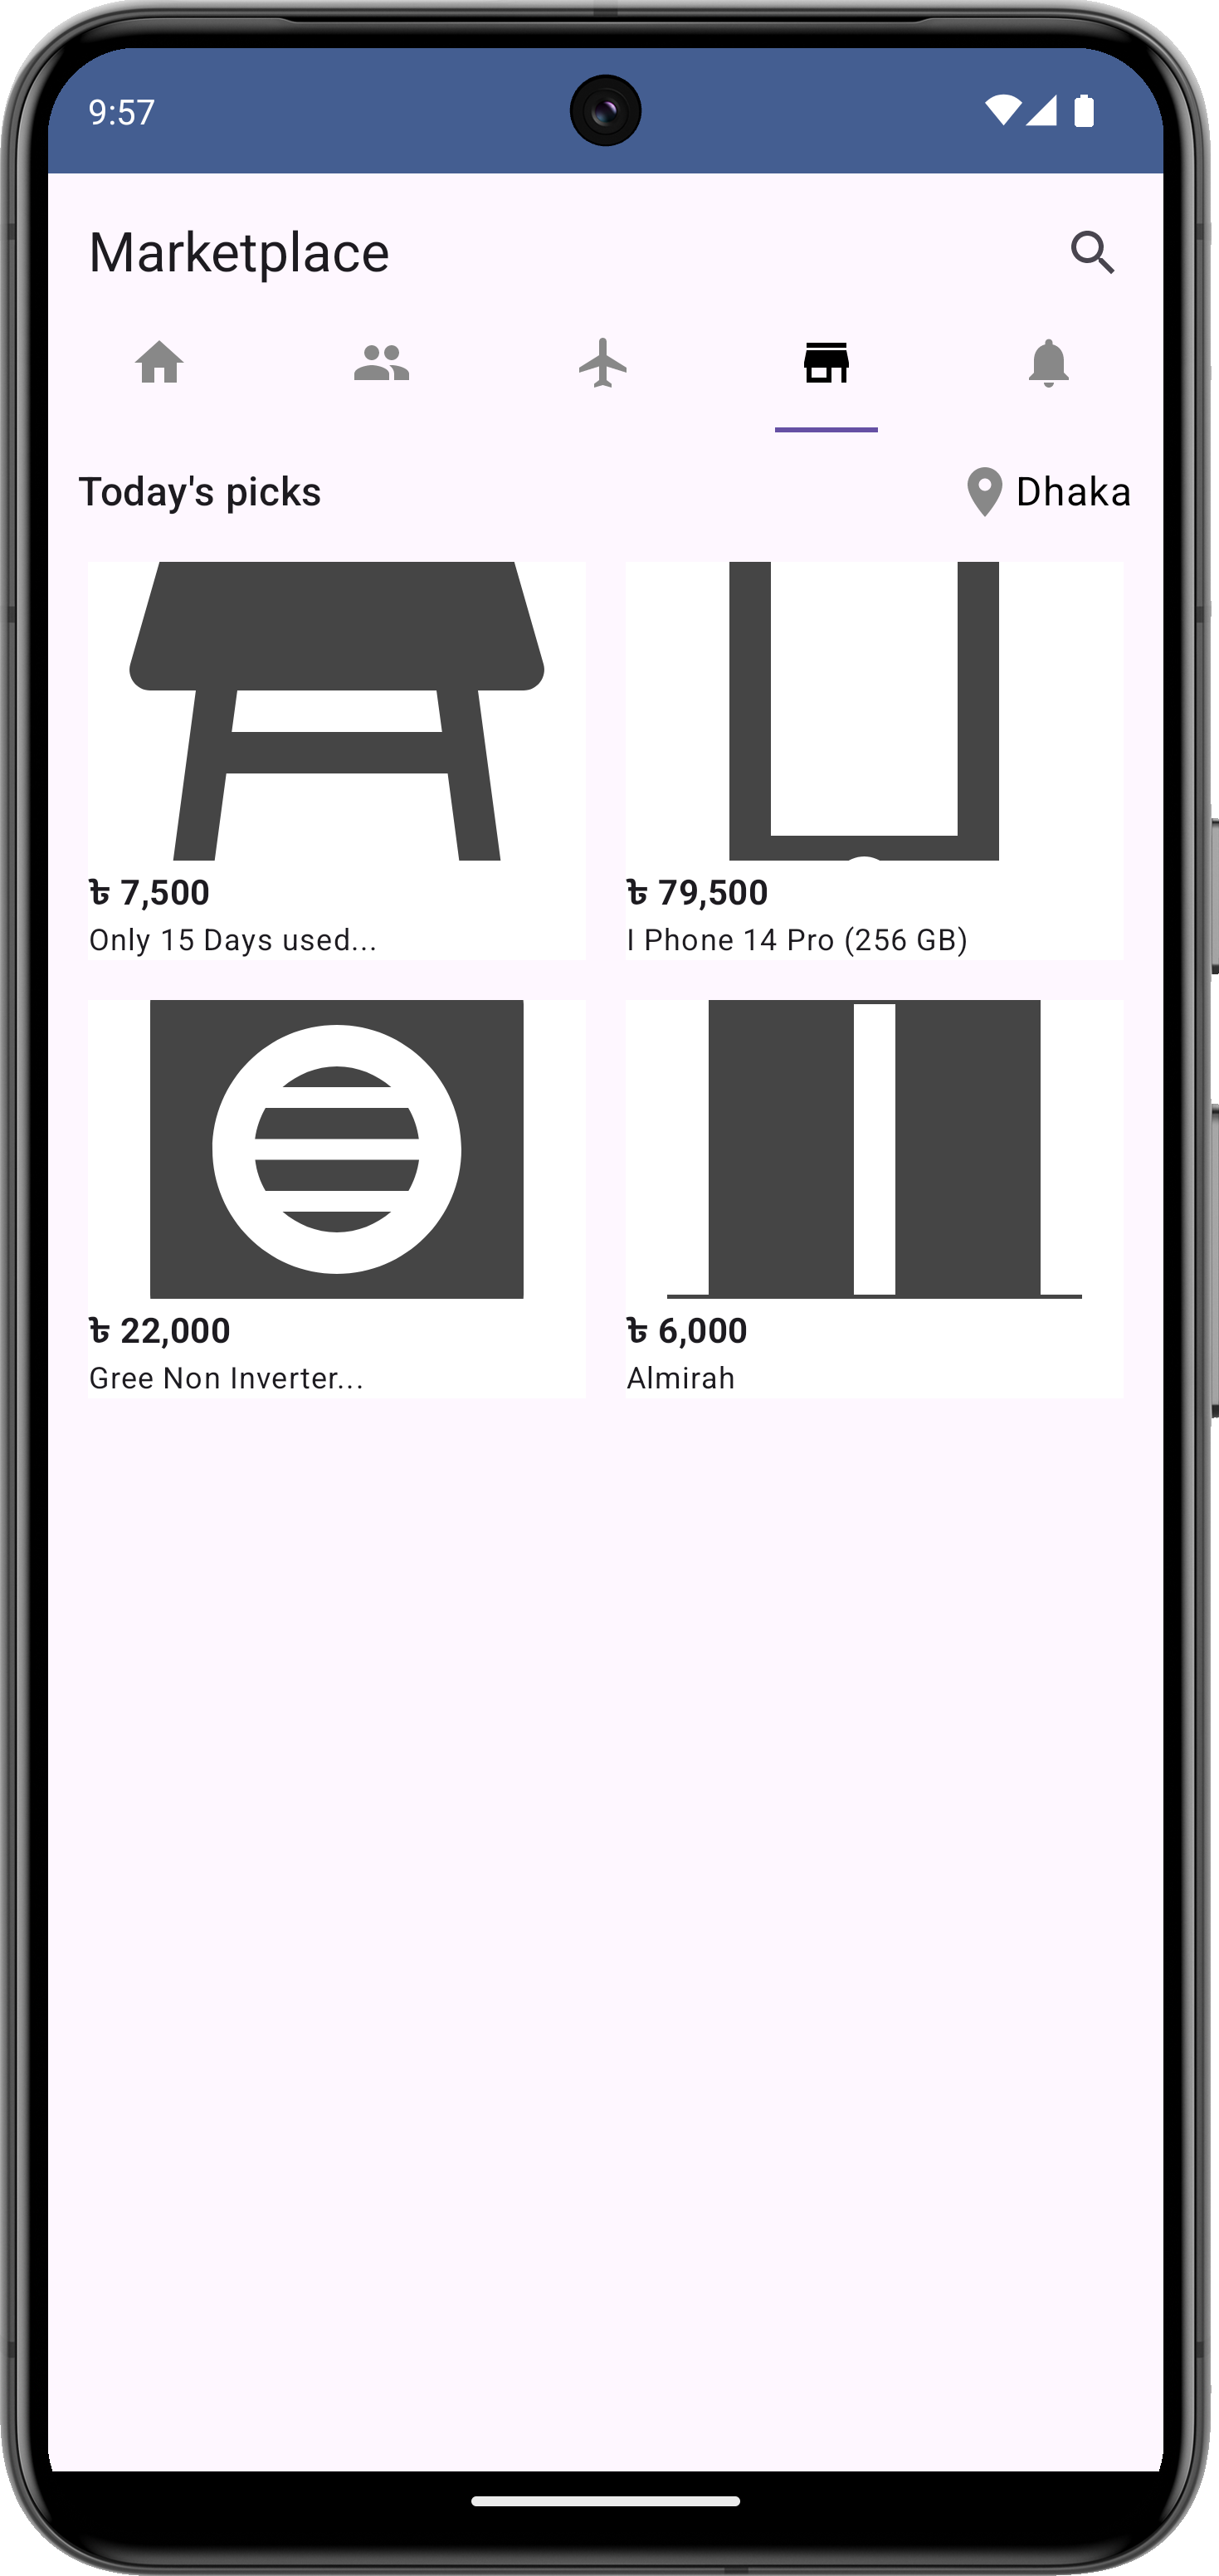 9:57
Marketplace
Today's picks
Dhaka
৳ 7,500
Only 15 Days used...
৳ 79,500
I Phone 14 Pro (256 GB)
৳ 22,000
Gree Non Inverter...
৳ 6,000
Almirah